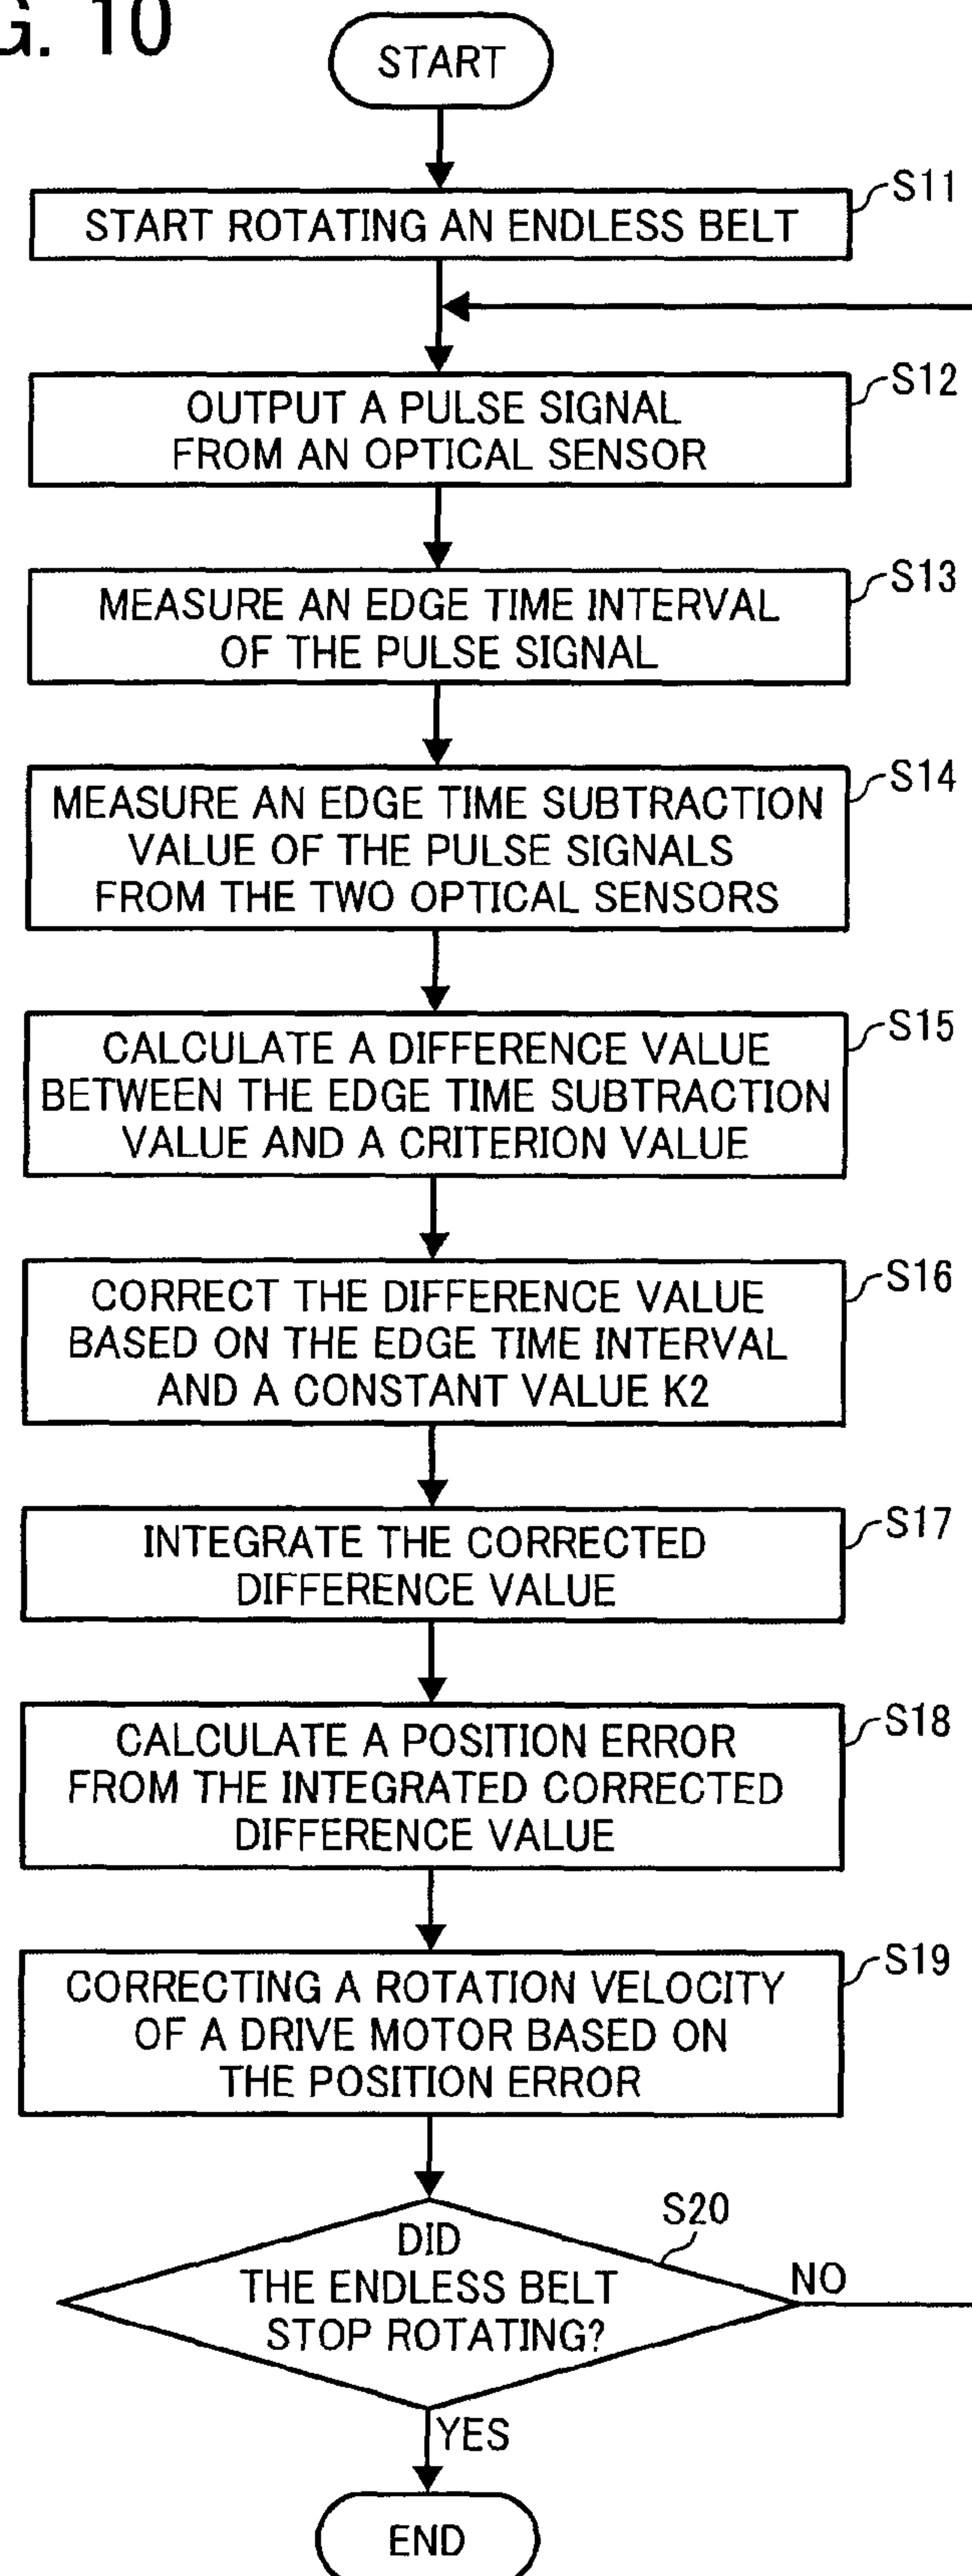 G. 10
START
S11
START ROTATING AN ENDLESS BELT
S12
OUTPUT A PULSE SIGNAL
FROM AN OPTICAL SENSOR
S13
MEASURE AN EDGE TIME INTERVAL
OF THE PULSE SIGNAL
S14
MEASURE AN EDGE TIME SUBTRACTION
VALUE OF THE PULSE SIGNALS
FROM THE TWO OPTICAL SENSORS
S15
CALCULATE A DIFFERENCE VALUE
BETWEEN THE EDGE TIME SUBTRACTION
VALUE AND A CRITERION VALUE
S16
CORRECT THE DIFFERENCE VALUE
BASED ON THE EDGE TIME INTERVAL
AND A CONSTANT VALUE K2
S17
INTEGRATE THE CORRECTED
DIFFERENCE VALUE
S18
CALCULATE A POSITION ERROR
FROM THE INTEGRATED CORRECTED
DIFFERENCE VALUE
S19
CORRECTING A ROTATION VELOCITY
OF A DRIVE MOTOR BASED ON
THE POSITION ERROR
S20
DID
THE ENDLESS BELT
STOP ROTATING?
NO
YES
END